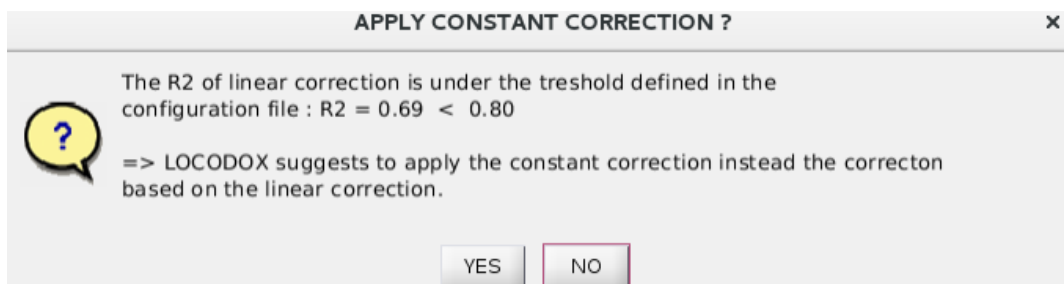 APPLY CONSTANT CORRECTION ?
x
The R2 of linear correction is under the treshold defined in the
configuration file : R2 = 0.69 < 0.80
=> LOCODOX suggests to apply the constant correction instead the correcton
based on the linear correction.
?
YES
NO